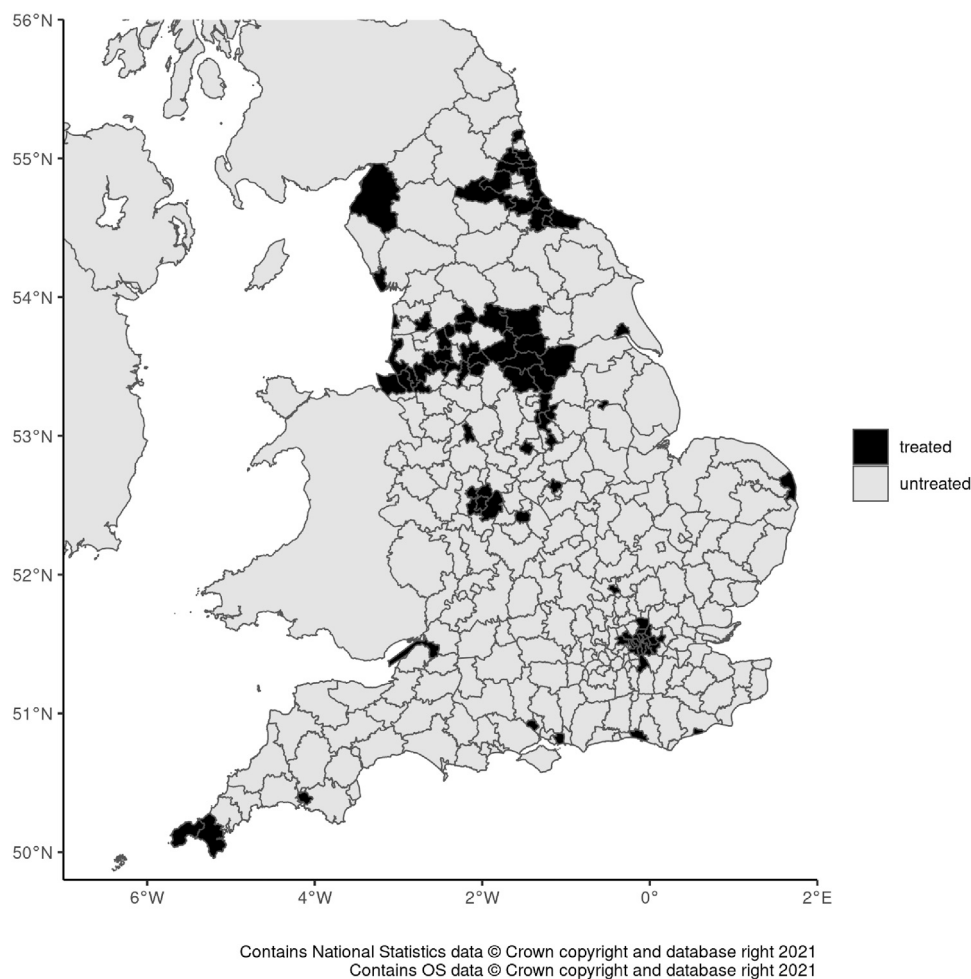 56°N
55°N
54°N
53°N
52°N
51°N
50°N
6°W
4°W
2°W
0°
2°E
treated
untreated
Contains National Statistics data © Crown copyright and database right 2021
Contains OS data © Crown copyright and database right 2021